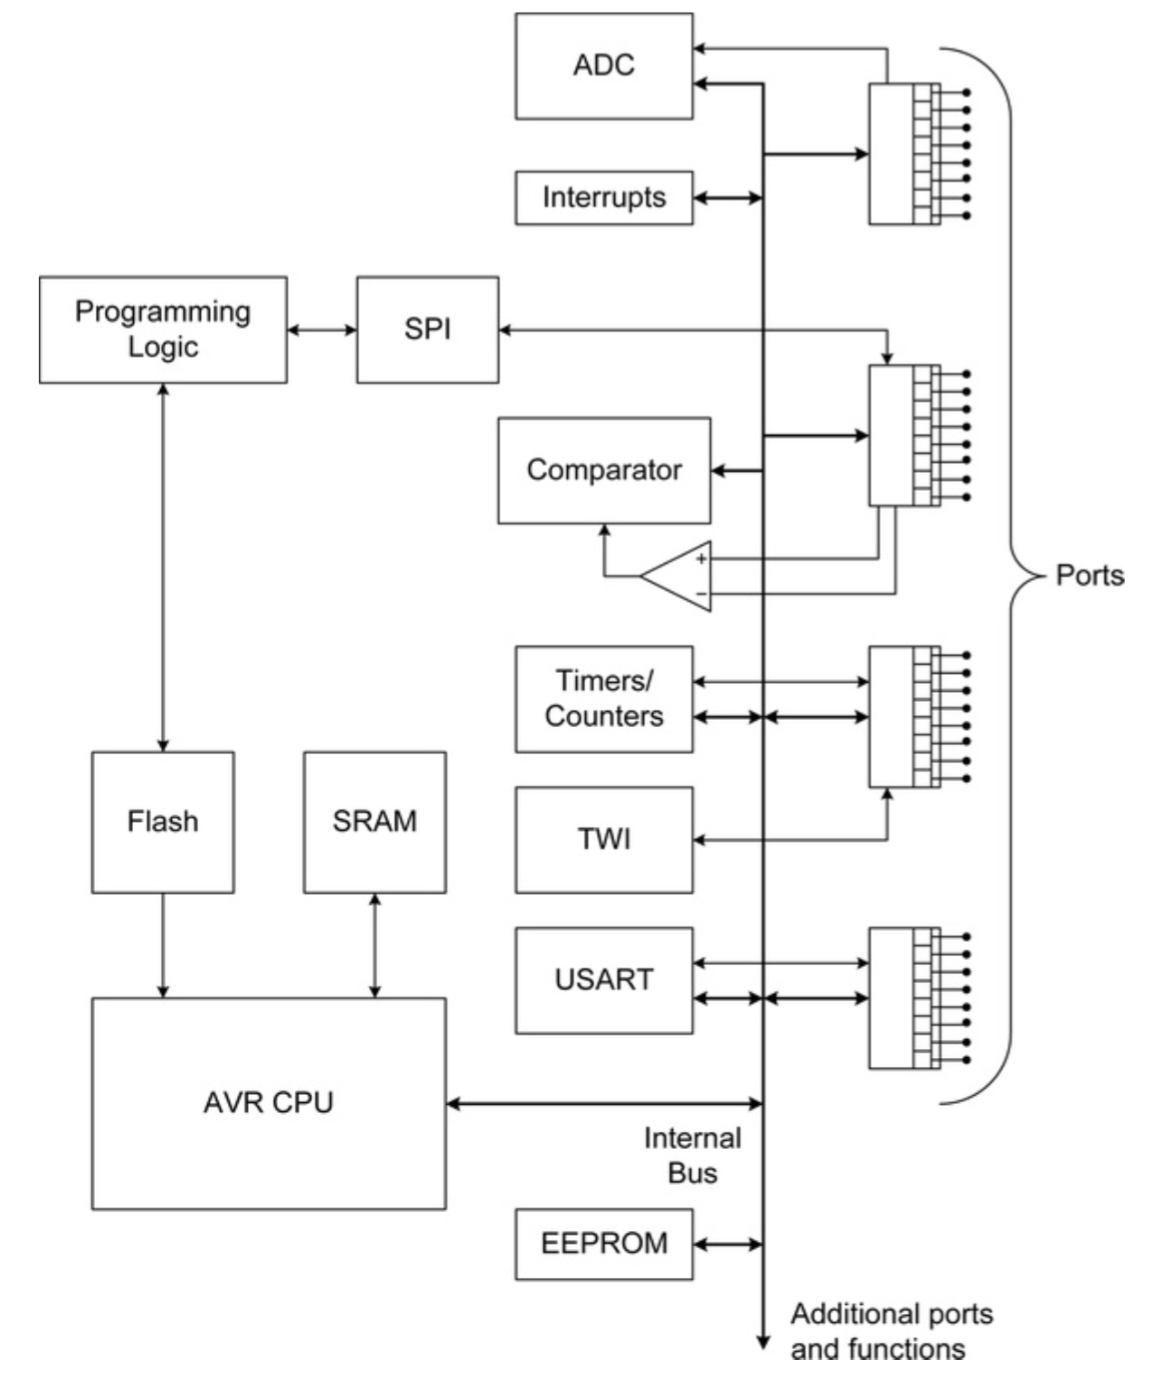 ADC
Interrupts
Programming
Logic
SPI
Comparator
+
−
Ports
Timers/
Counters
Flash
SRAM
TWI
USART
AVR CPU
Internal
Bus
EEPROM
Additional ports
and functions